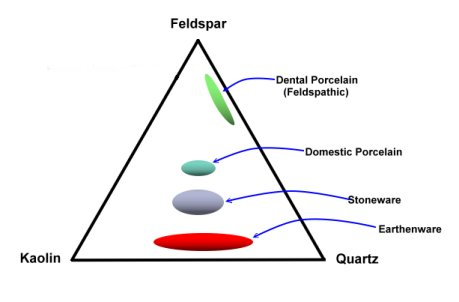 Feldspar
Dental Porcelain
(Feldspathic)
Domestic Porcelain
Stoneware
Earthenware
Kaolin
Quartz